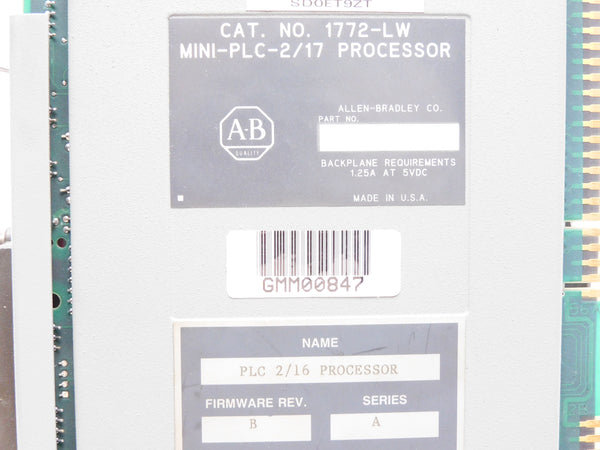 SD0ET9ZT
CAT. NO. 1772-LW
MINI-PLC-2/17 PROCESSOR
ALLEN-BRADLEY CO.
PART NO.
A-B
QUALITY
BACKPLANE REQUIREMENTS
1.25A AT 5VDC
MADE IN U.S.A.
GMM00847
NAME
PLC 2/16 PROCESSOR
FIRMWARE REV. SERIES
B A